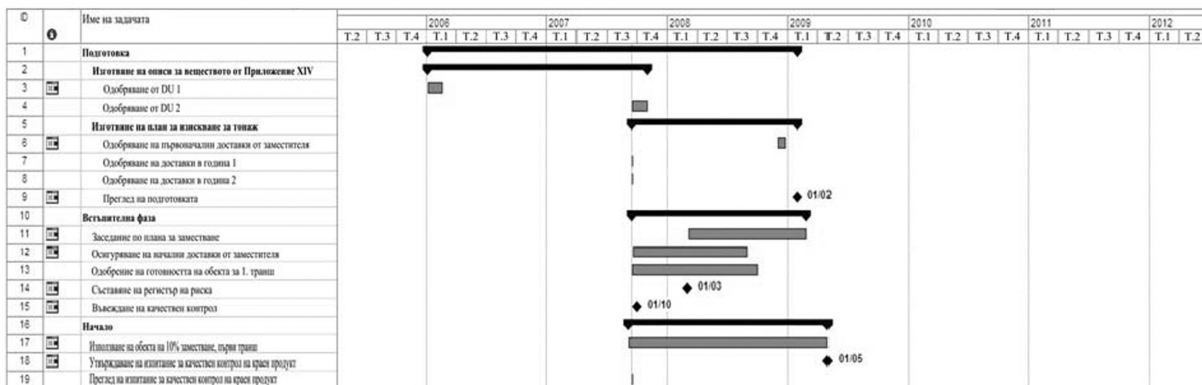 © Име на задачата
2006 2007 2008 2009 2010 2011 2012
T.2 T.3 T.4 T.1 T.2 T.3 T.4 T.1 T.2 T.3 T.4 T.1 T.2 T.3 T.4 T.1 T.2 T.3 T.4 T.1 T.2 T.3 T.4 T.1 T.2 T.3 T.4 T.1 T.2
1 Подготовка
2 Изготвяне на описи за веществото от Приложение XIV
3 Одобряване от DU 1
4 Одобряване от DU 2
5 Изготвяне на план за изискване за тонаж
6 Одобряване на първоначални доставки от заместителя
7 Одобряване на доставки в година 1
8 Одобряване на доставки в година 2
9 Преглед на подготовката 01/02
10 Встъпителна фаза
11 Заседание по плана за заместване
12 Осигуряване на начални доставки от заместителя
13 Одобрение на готовността на обекта за 1. транш
14 Съставяне на регистър на риска 01/03
15 Въвеждане на качествен контрол 01/10
16 Начало
17 Използване на обекта на 10% заместване, първи транш
18 Утвърждаване на изпитание за качествен контрол на краен продукт 01/05
19 Преглед на изпитание за качествен контрол на краен продукт